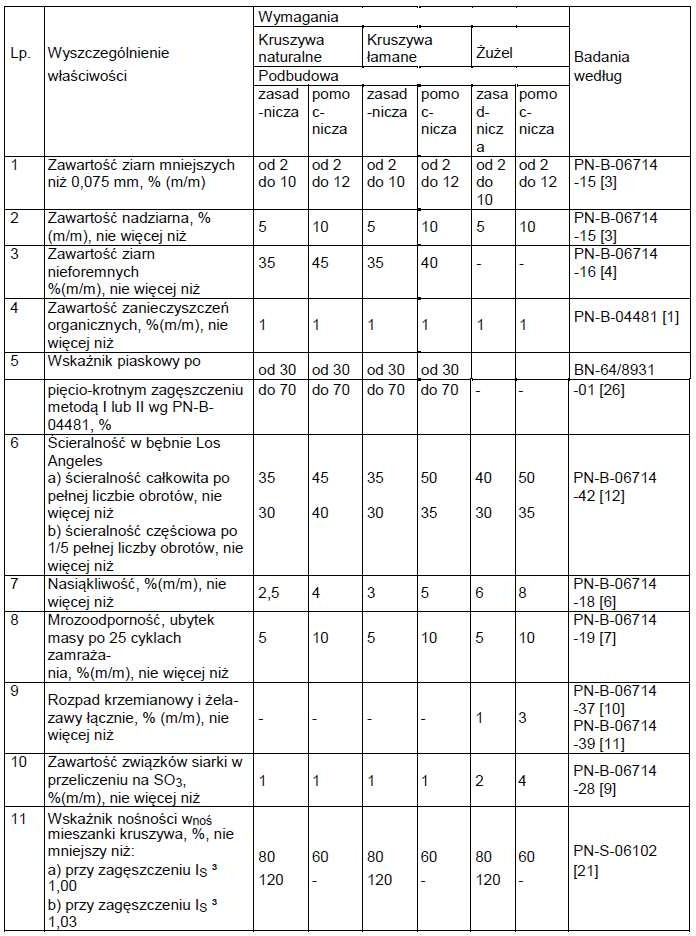 Wymagania
Lp. Wyszczególnienie
właściwości
Kruszywa
naturalne
Kruszywa
łamane
Żużel
Badania
według
Podbudowa
zasad
-nicza
pomo
c-
nicza
zasad
-nicza
pomo
c-
nicza
zasa
d-
nicz
a
pomo
c-
nicza
1 Zawartość ziarn mniejszych
niż 0,075 mm, % (m/m)
od 2
do 10
od 2
do 12
od 2
do 10
od 2
do 12
od 2
do
10
od 2
do 12
PN-B-06714
-15 [3]
2 Zawartość nadziarna, %
(m/m), nie więcej niż
5 10 5 10 5 10
PN-B-06714
-15 [3]
3 Zawartość ziarn
nieforemnych
%(m/m), nie więcej niż
35 45 35 40 - -
PN-B-06714
-16 [4]
4 Zawartość zanieczyszczeń
organicznych, %(m/m), nie
więcej niż
1 1 1 1 1 1
PN-B-04481 [1]
5 Wskaźnik piaskowy po
od 30 od 30 od 30 od 30 BN-64/8931
pięcio-krotnym zagęszczeniu
metodą I lub II wg PN-B-
04481, %
do 70 do 70 do 70 do 70 - - -01 [26]
6 Ścieralność w bębnie Los
Angeles
a) ścieralność całkowita po
pełnej liczbie obrotów, nie
więcej niż
b) ścieralność częściowa po
1/5 pełnej liczby obrotów, nie
więcej niż
35 45 35 50 40 50
30 40 30 35 30 35
PN-B-06714
-42 [12]
7 Nasiąkliwość, %(m/m), nie
więcej niż
2,5 4 3 5 6 8
PN-B-06714
-18 [6]
8 Mrozoodporność, ubytek
masy po 25 cyklach
zamraża-
nia, %(m/m), nie więcej niż
5 10 5 10 5 10
PN-B-06714
-19 [7]
9 Rozpad krzemianowy i żela-
zawy łącznie, % (m/m), nie
więcej niż
- - - - 1 3
PN-B-06714
-37 [10]
PN-B-06714
-39 [11]
10 Zawartość związków siarki w
przeliczeniu na SO3,
%(m/m), nie więcej niż
1 1 1 1 2 4
PN-B-06714
-28 [9]
11 Wskaźnik nośności wnoś
mieszanki kruszywa, %, nie
mniejszy niż:
a) przy zagęszczeniu IS ³
1,00
b) przy zagęszczeniu IS ³
1,03
80 60 80 60 80 60
120 - 120 - 120 -
PN-S-06102
[21]